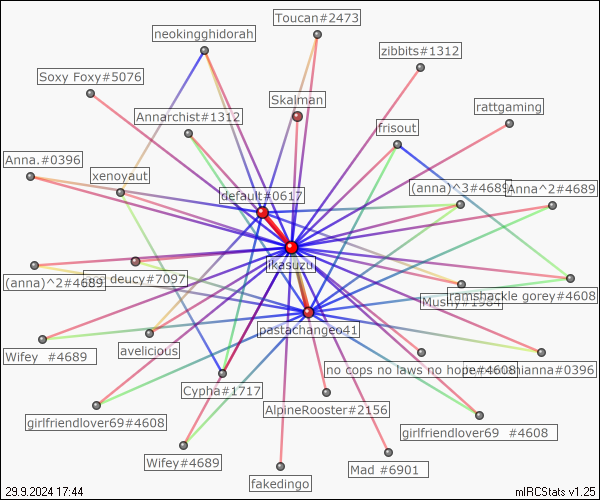 Toucan#2473
neokingghidorah
zibbits#1312
Soxy Foxy#5076
Skalman
rattgaming
Annarchist#1312
frisout
Anna.#0396
xenoyaut
default#0617
(anna)^3#4689
Anna^2#4689
ikasuzu
(anna)^2#4689
deucy#7097
ramshackle gorey#4608
pastachangeo41
Wifey #4689
avelicious
no cops no laws no hope#4608
#0396
Cypha#1717
AlpineRooster#2156
girlfriendlover69#4608
girlfriendlover69 #4608
Wifey#4689
fakedingo
Mad #6901
29.9.2024 17:44
mIRCStats v1.25